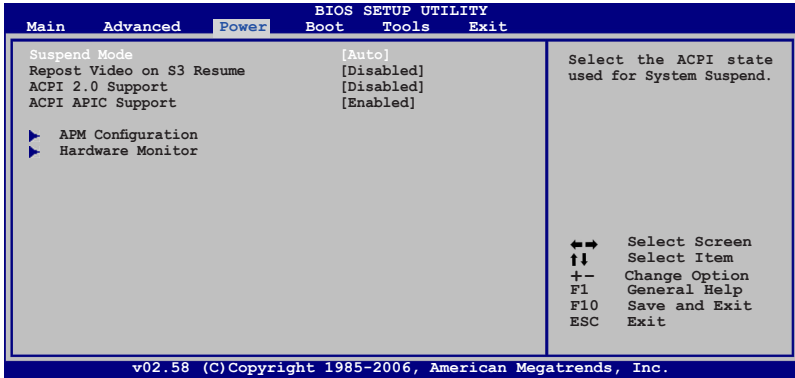 BIOS SETUP UTILITY
Main Advanced Power Boot Tools Exit
Suspend Mode [Auto]
Repost Video on S3 Resume [Disabled]
ACPI 2.0 Support [Disabled]
ACPI APIC Support [Enabled]
APM Configuration
Hardware Monitor
Select the ACPI state
used for System Suspend.
←→ Select Screen
↑↓ Select Item
+- Change Option
F1 General Help
F10 Save and Exit
ESC Exit
v02.58 (C)Copyright 1985-2006, American Megatrends, Inc.